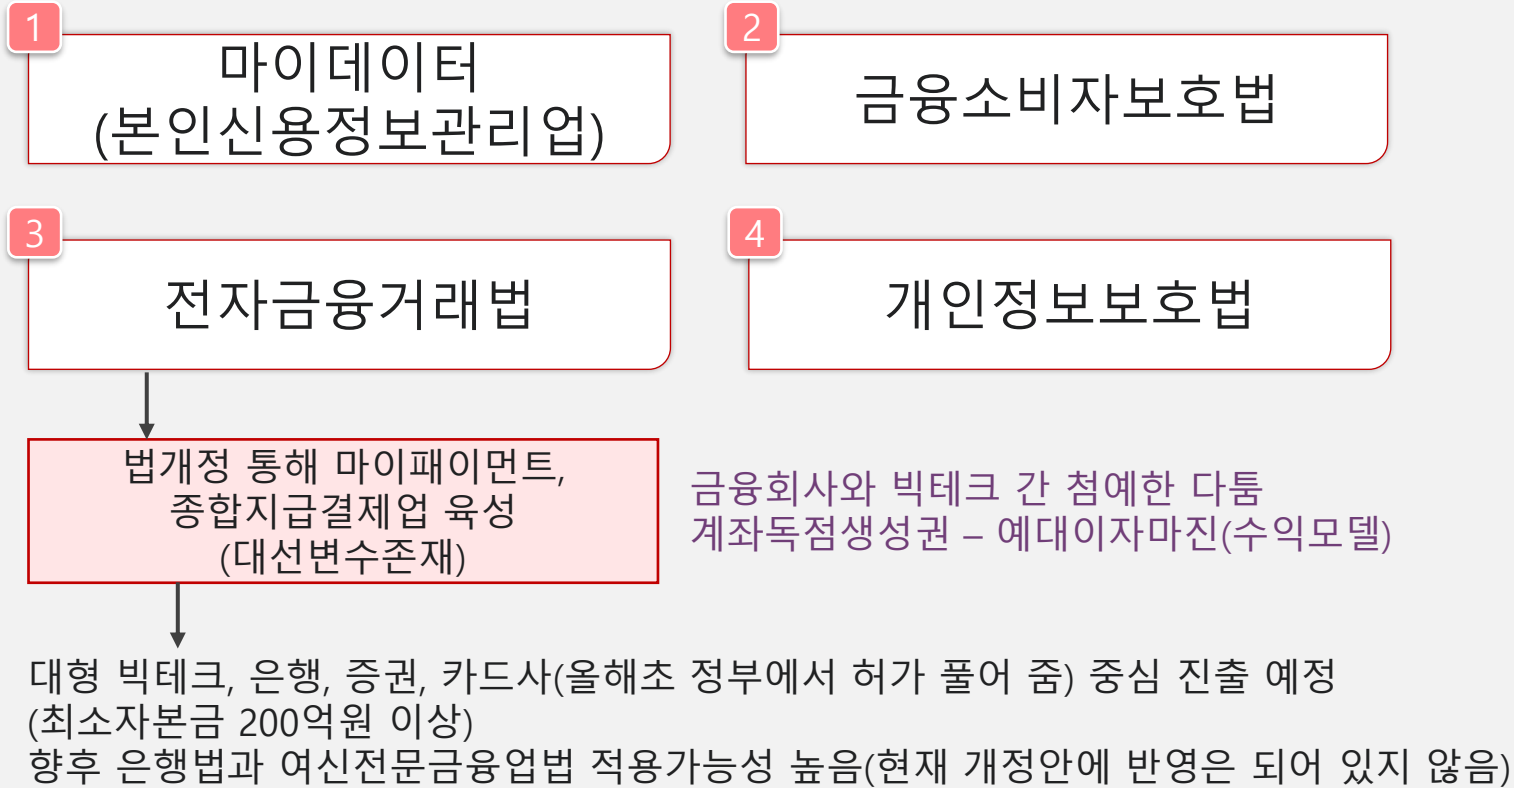 1
마이데이터
(본인신용정보관리업)
2
금융소비자보호법
3
전자금융거래법
4
개인정보보호법
법개정 통해 마이패이먼트,
종합지급결제업 육성
(대선변수존재)
금융회사와 빅테크 간 첨예한 다툼
계좌독점생성권 – 예대이자마진(수익모델)
대형 빅테크, 은행, 증권, 카드사(올해초 정부에서 허가 풀어 줌) 중심 진출 예정
(최소자본금 200억원 이상)
향후 은행법과 여신전문금융업법 적용가능성 높음(현재 개정안에 반영은 되어 있지 않음)